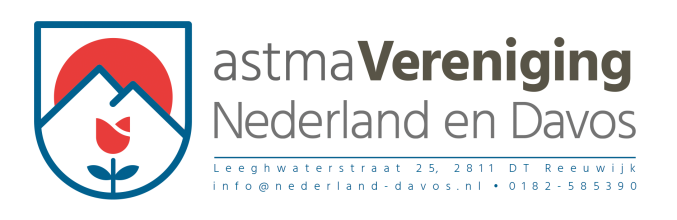 astmaVereniging
Nederland en Davos
Leeghwaterstraat 25, 2811 DT Reeuwijk
info@nederland-davos.nl • 0182-585390